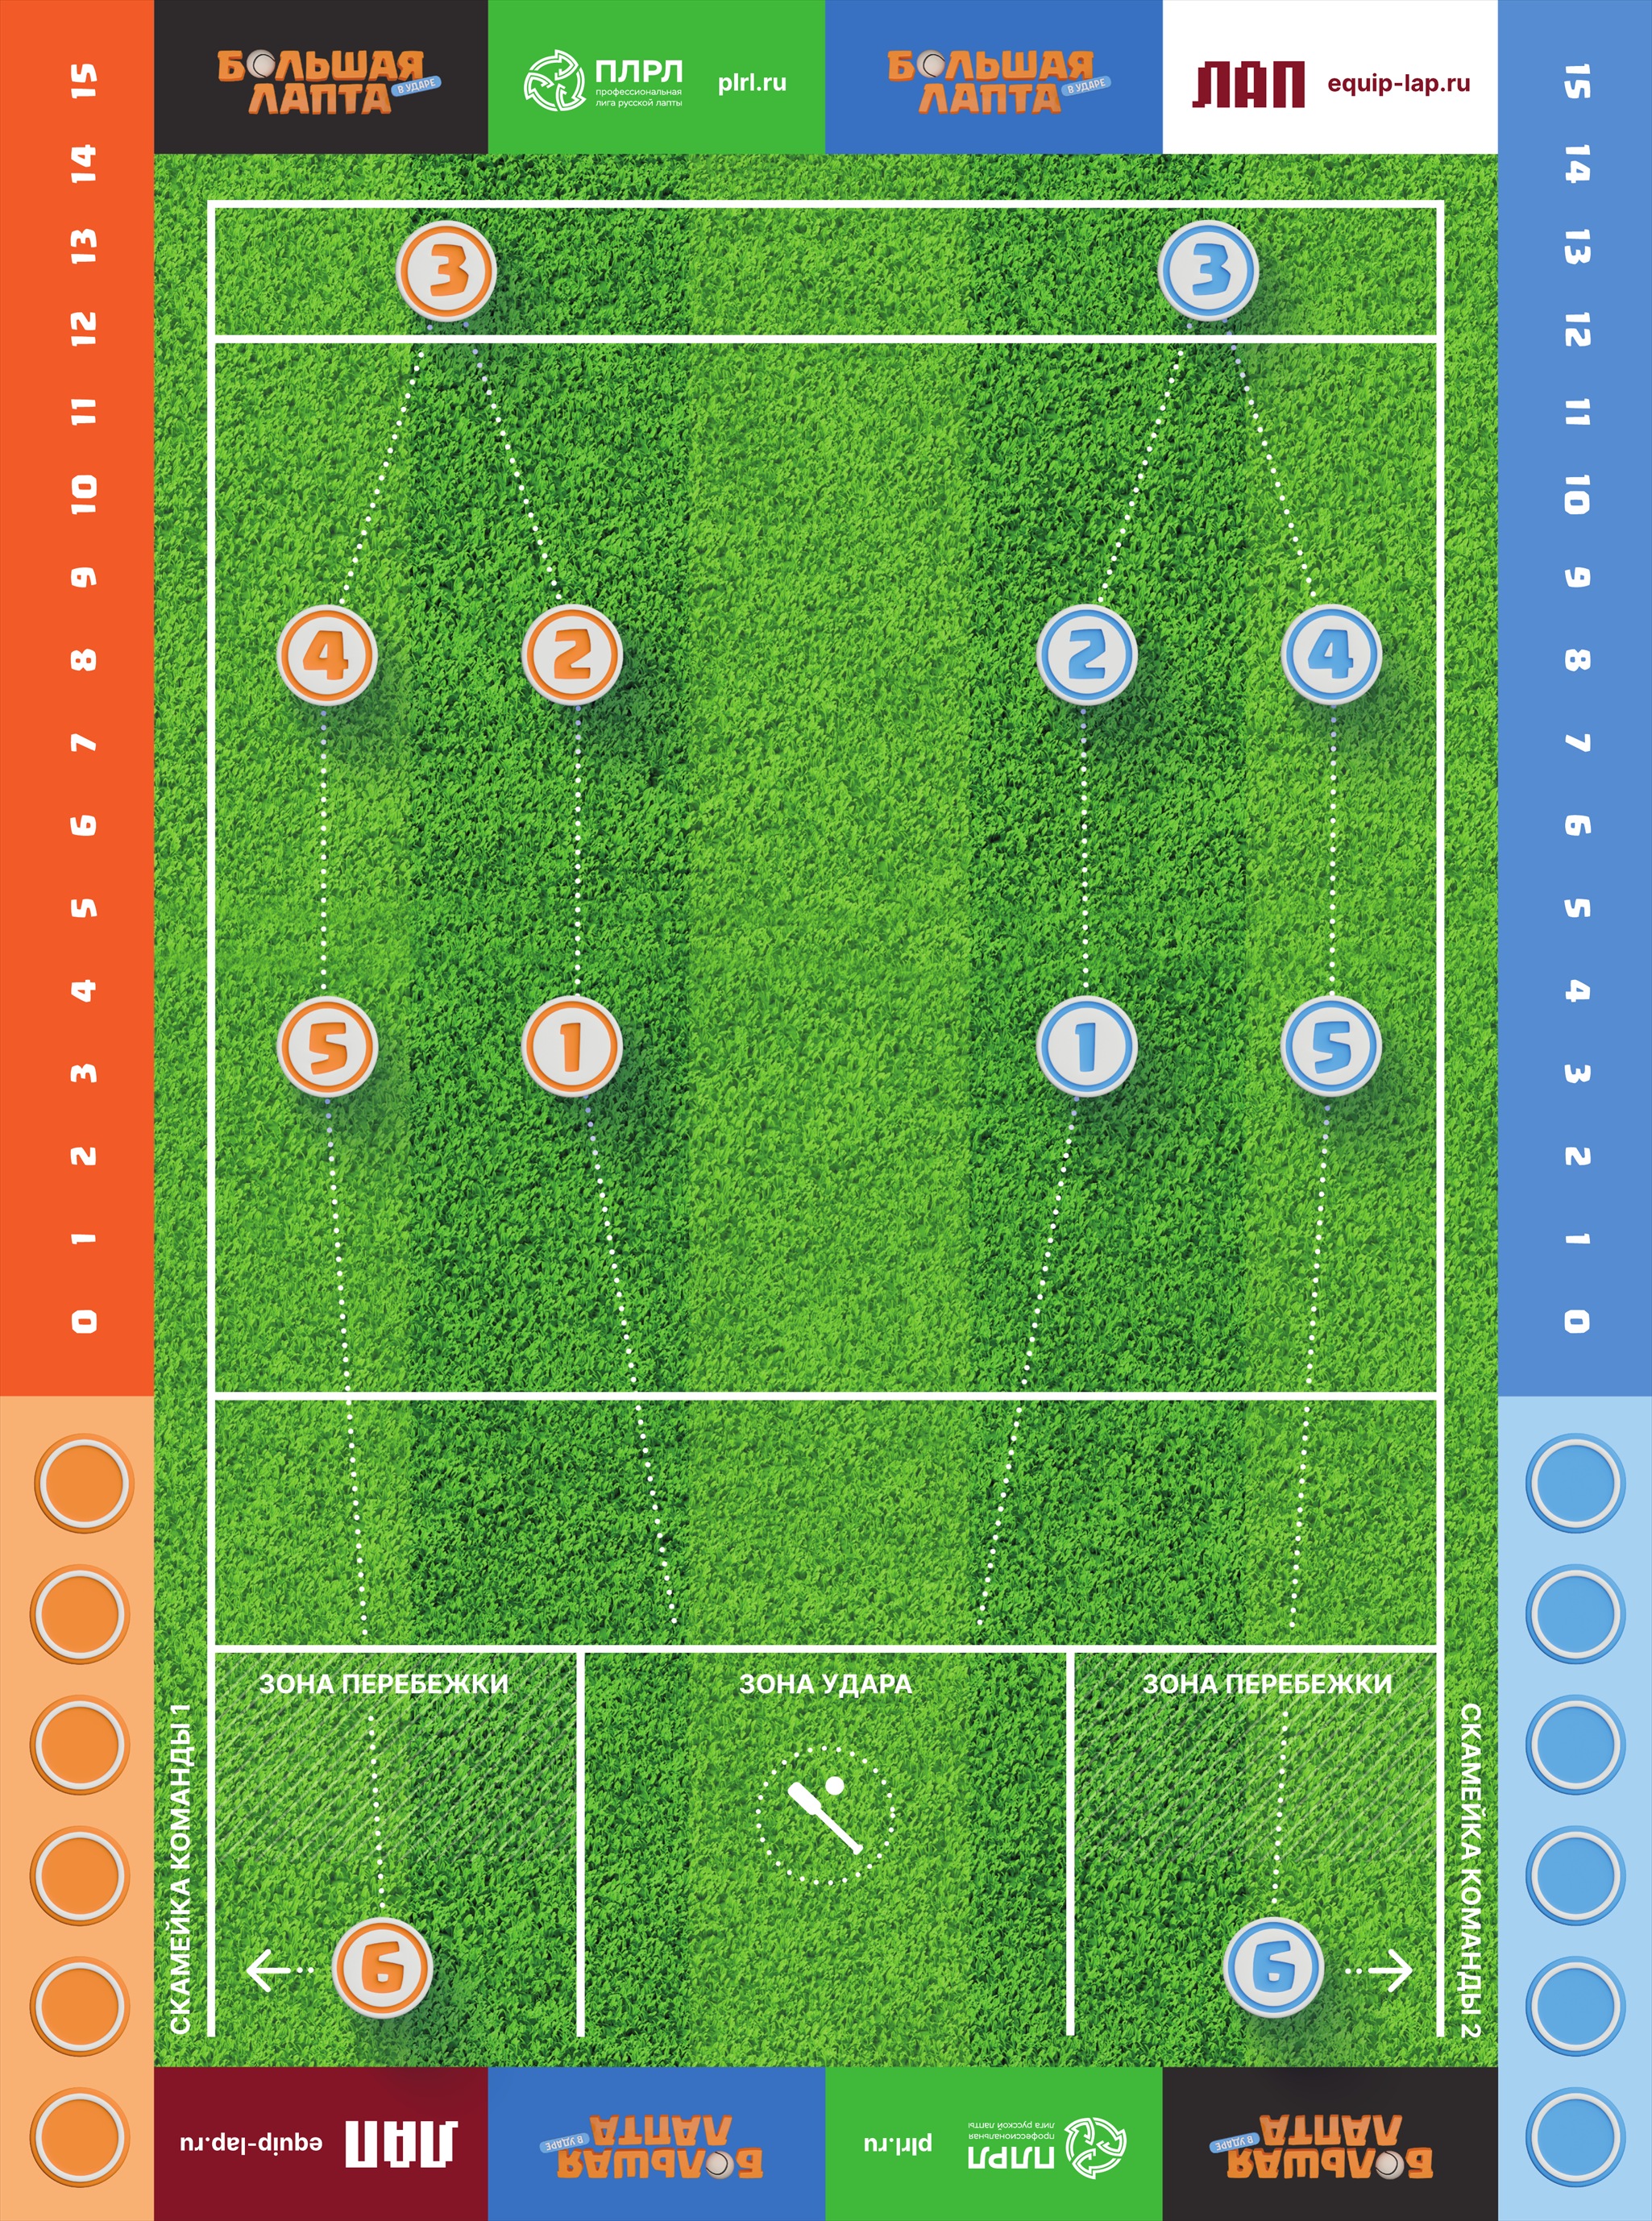 БОЛЬШАЯ
ЛАПТА
В УДАРЕ
ПЛРЛ
профессиональная
лига русской лапты
plrl.ru
БОЛЬШАЯ
ЛАПТА
В УДАРЕ
ЛАП
equip-lap.ru
15
14
13
12
11
10
9
8
7
6
5
4
3
2
1
0
3
3
4
2
2
4
5
1
1
5
15
14
13
12
11
10
9
8
7
6
5
4
3
2
1
0
ЗОНА ПЕРЕБЕЖКИ
ЗОНА УДАРА
ЗОНА ПЕРЕБЕЖКИ
СКАМЕЙКА КОМАНДЫ 1
СКАМЕЙКА КОМАНДЫ 2
6
6
БОЛЬШАЯ
ЛАПТА
В УДАРЕ
ПЛРЛ
профессиональная
лига русской лапты
plrl.ru
БОЛЬШАЯ
ЛАПТА
В УДАРЕ
ЛАП
equip-lap.ru